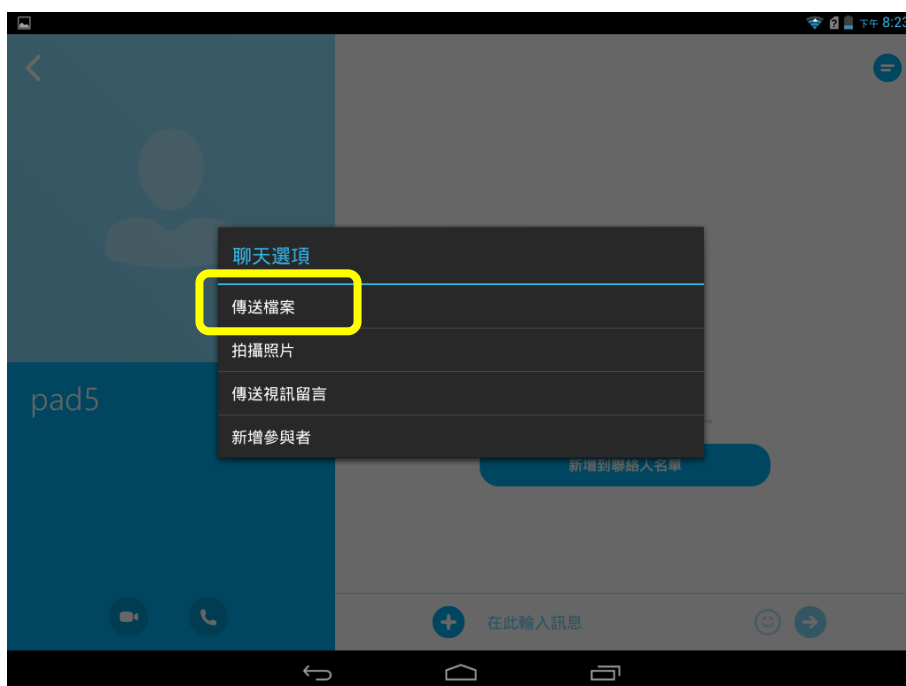 下午 8:23
聊天選項
傳送檔案
拍攝照片
傳送視訊留言
新增參與者
pad5
新增到聯絡人名單
在此輸入訊息